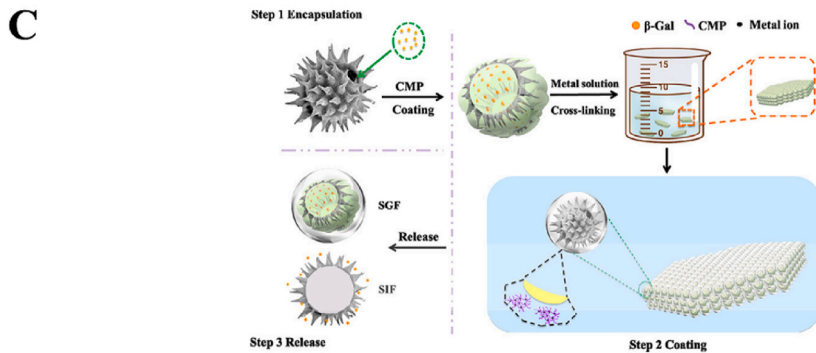 C
Step 1 Encapsulation
β-Gal CMP Metal ion
CMP
Coating
Metal solution
Cross-linking
15
10
5
0
SGF
Release
SIF
Step 3 Release
Step 2 Coating